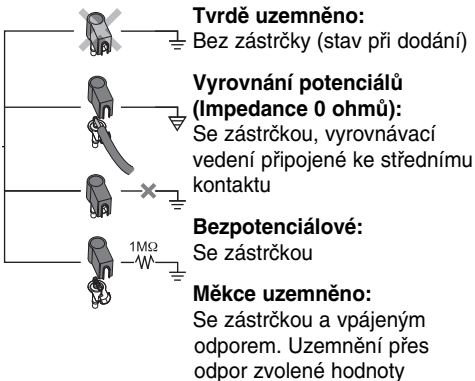 Tvrdě uzemněno:
Bez zástrčky (stav při dodání)
Vyrovnání potenciálů
(Impedance 0 ohmů):
Se zástrčkou, vyrovnávací
vedení připojené ke střednímu
kontaktu
Bezpotenciálové:
Se zástrčkou
1MΩ
Měkce uzemněno:
Se zástrčkou a vpájeným
odporem. Uzemnění přes
odpor zvolené hodnoty